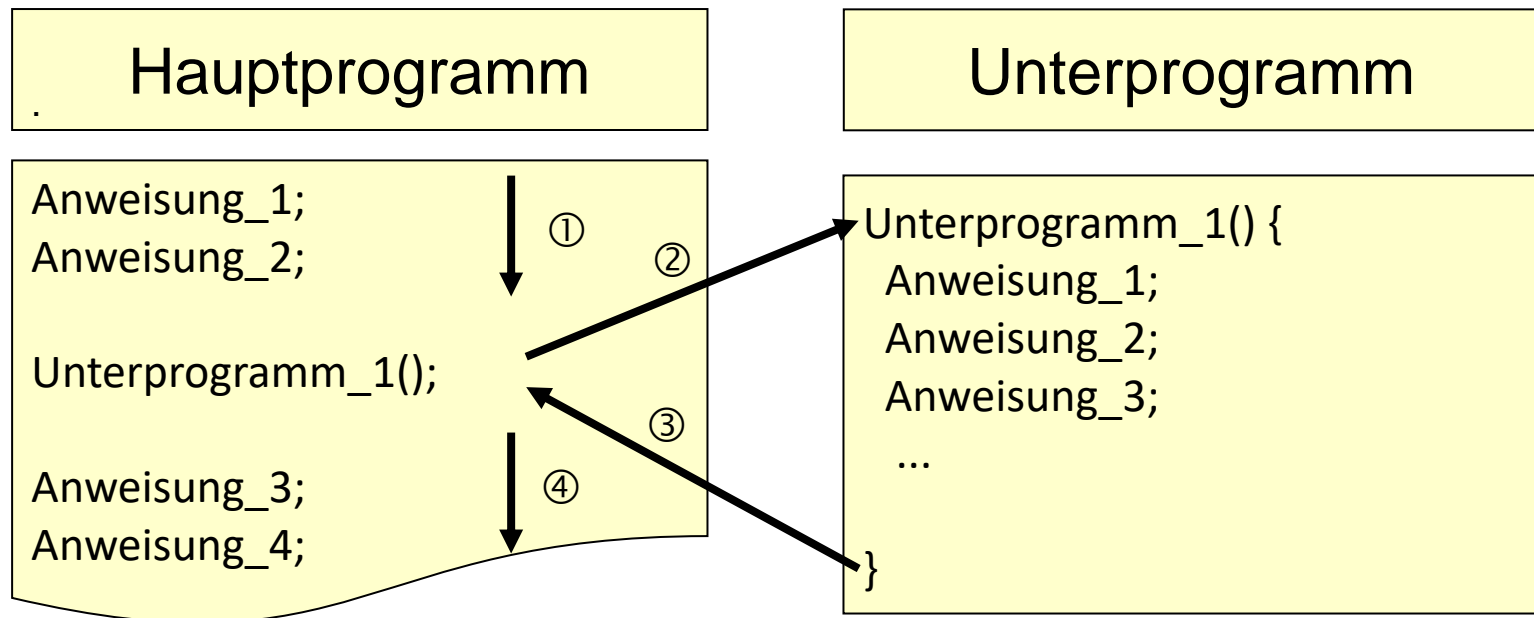 Hauptprogramm
.
Unterprogramm
Anweisung_1;
Anweisung_2;
①
②
Unterprogramm_1();
③
Anweisung_3;
④
Anweisung_4;
Unterprogramm_1() {
Anweisung_1;
Anweisung_2;
Anweisung_3;
...
}